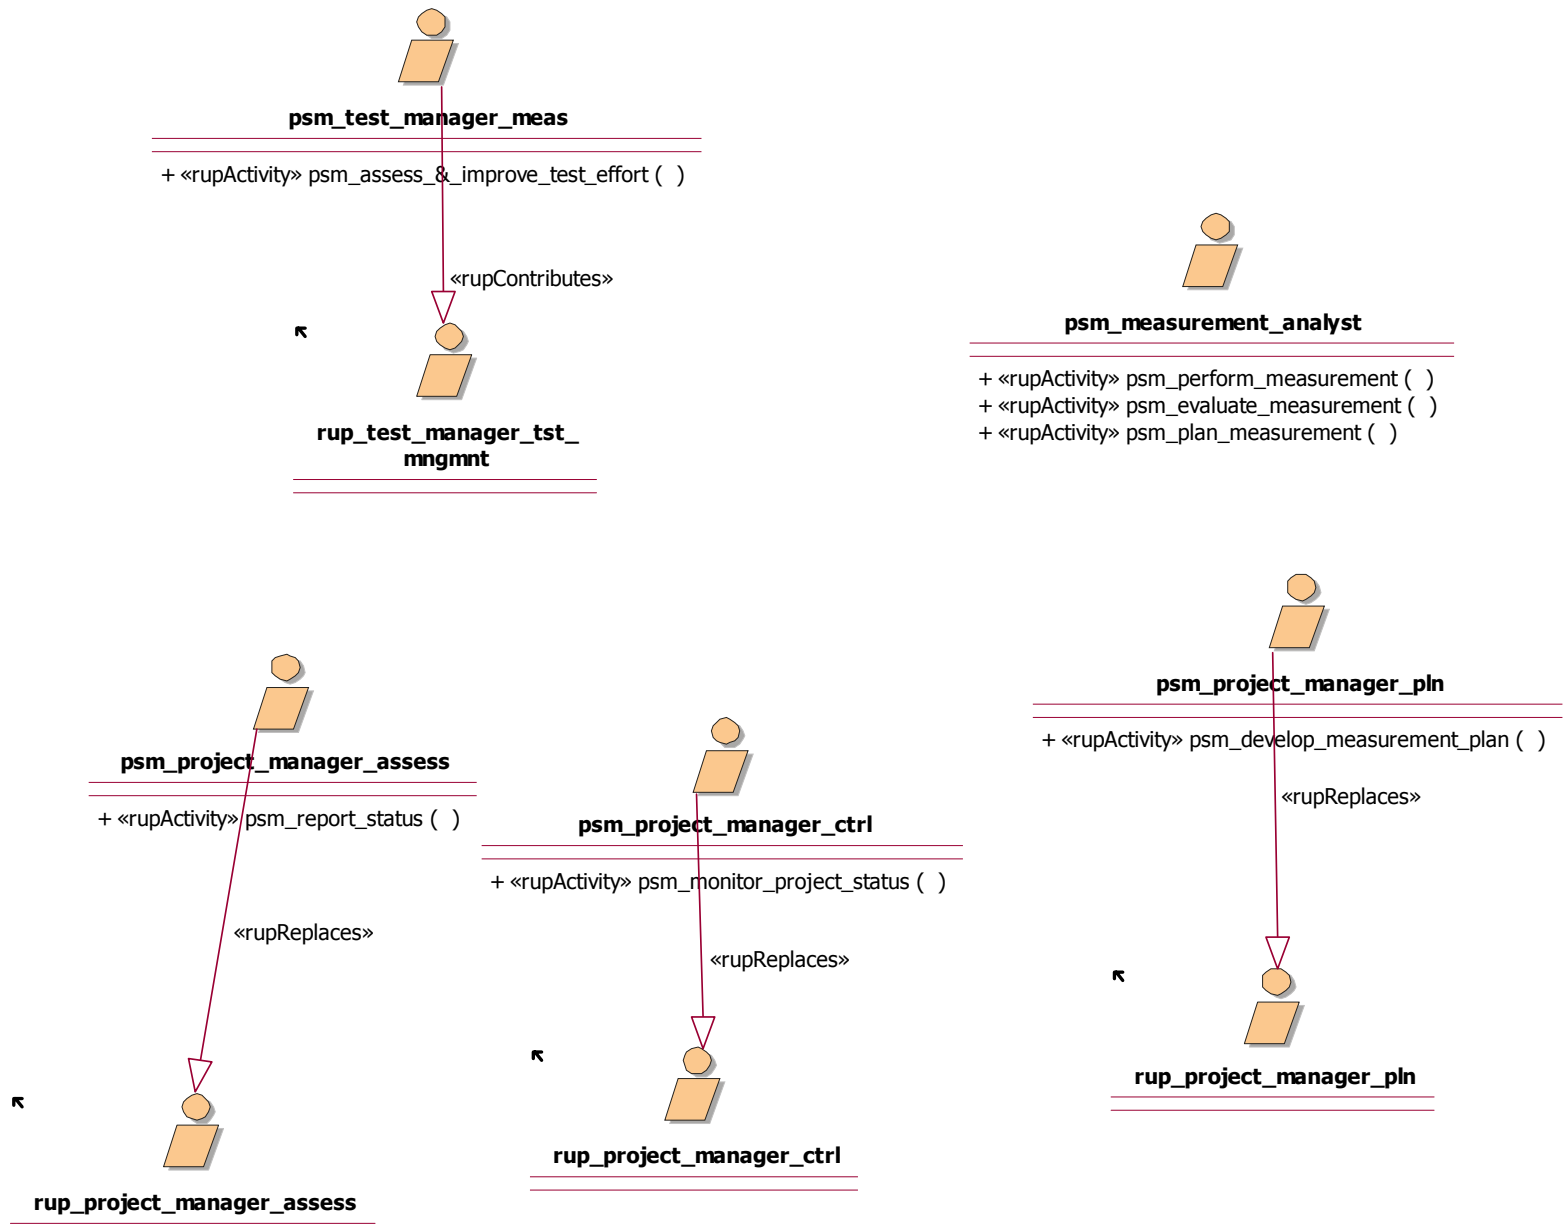 psm_test_manager_meas
+ «rupActivity» psm_assess_&_improve_test_effort ( )
«rupContributes»
rup_test_manager_tst_
mngmnt
psm_measurement_analyst
+ «rupActivity» psm_perform_measurement ( )
+ «rupActivity» psm_evaluate_measurement ( )
+ «rupActivity» psm_plan_measurement ( )
psm_project_manager_assess
+ «rupActivity» psm_report_status ( )
«rupReplaces»
rup_project_manager_assess
psm_project_manager_ctrl
+ «rupActivity» psm_monitor_project_status ( )
«rupReplaces»
rup_project_manager_ctrl
psm_project_manager_pln
+ «rupActivity» psm_develop_measurement_plan ( )
«rupReplaces»
rup_project_manager_pln